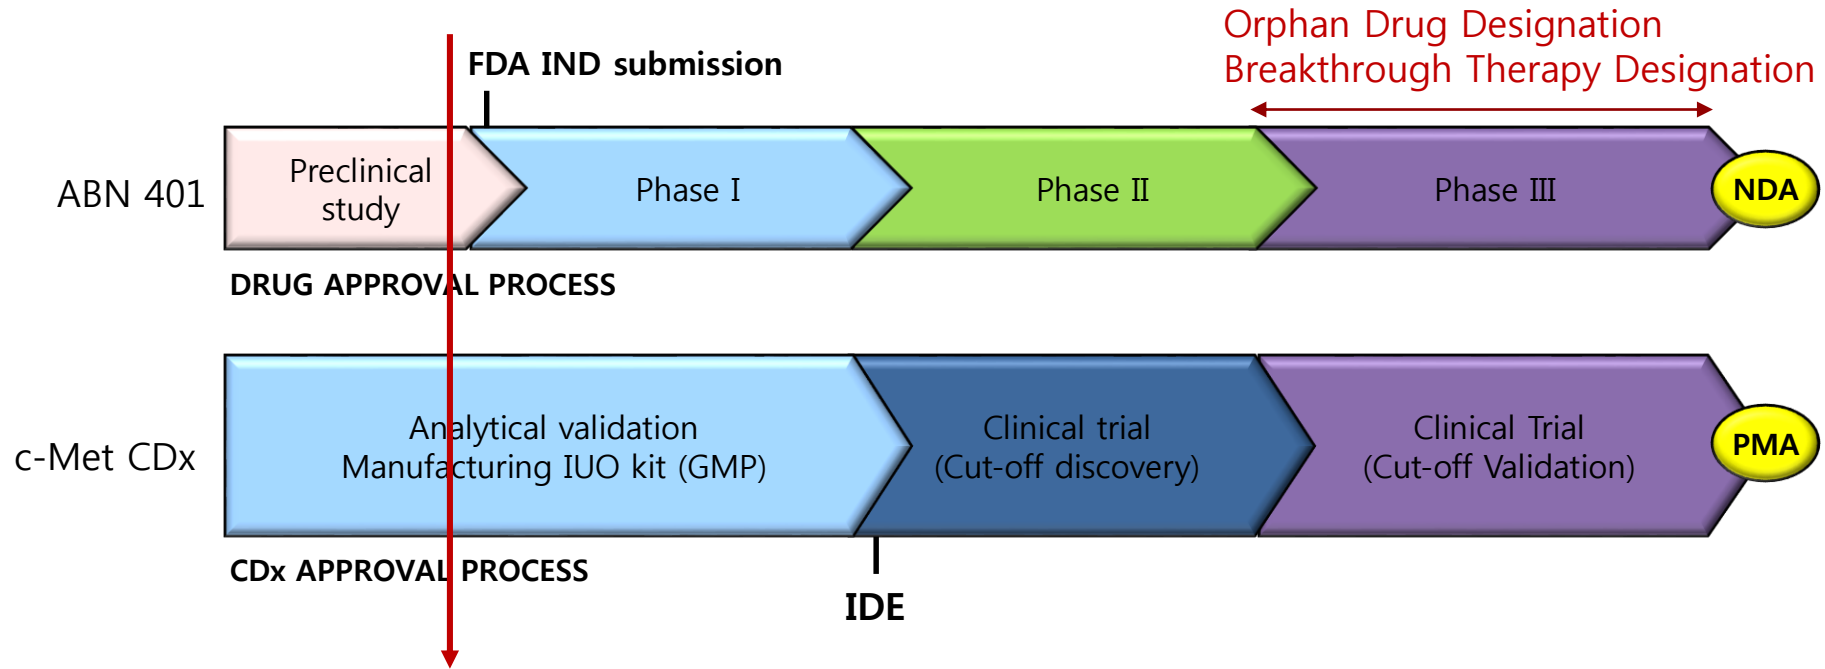 Orphan Drug Designation
Breakthrough Therapy Designation
FDA IND submission
ABN 401
Preclinical
study
Phase I
Phase II
Phase III
NDA
DRUG APPROVAL PROCESS
c-Met CDx
Analytical validation
Manufacturing IUO kit (GMP)
Clinical trial
(Cut-off discovery)
Clinical Trial
(Cut-off Validation)
PMA
CDx APPROVAL PROCESS
IDE